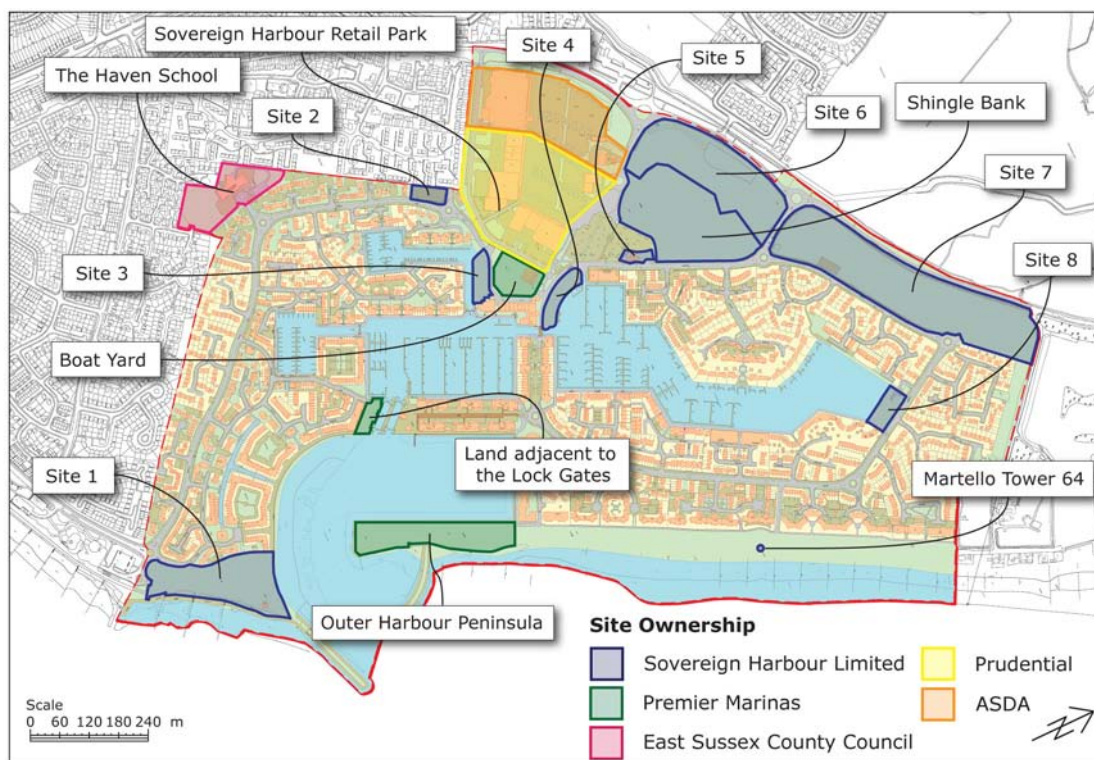 Sovereign Harbour Retail Park
Site 4
The Haven School
Site 5
Site 2
Site 6
Shingle Bank
Site 7
Site 3
Site 8
Boat Yard
Land adjacent to
the Lock Gates
Site 1
Martello Tower 64
Outer Harbour Peninsula
Site Ownership
Sovereign Harbour Limited
Prudential
Premier Marinas
ASDA
East Sussex County Council
Scale
0 60 120 180 240 m
N